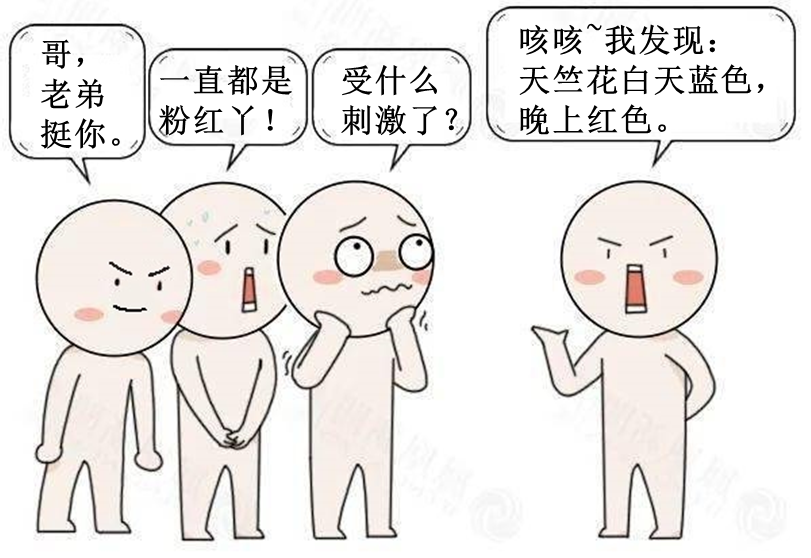 哥，
老弟
挺你。
一直都是
粉红丫！
受什么
刺激了？
咳咳~我发现：
天竺花白天蓝色，
晚上红色。